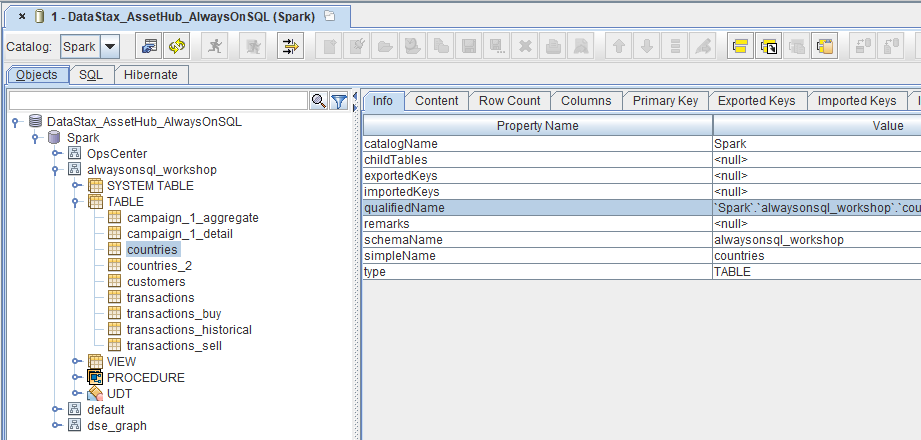 1 - DataStax_AssetHub_AlwaysOnSQL (Spark)
Catalog: Spark
Objects SQL Hibernate
Info Content Row Count Columns Primary Key Exported Keys Imported Keys
Property Name Value
catalogName Spark
childTables <null>
exportedKeys <null>
importedKeys <null>
qualifiedName `Spark`.`alwaysonsql_workshop`.`cou
remarks <null>
schemaName alwaysonsql_workshop
simpleName countries
type TABLE
DataStax_AssetHub_AlwaysOnSQL
Spark
OpsCenter
alwaysonsql_workshop
SYSTEM TABLE
TABLE
campaign_1_aggregate
campaign_1_detail
countries
countries_2
customers
transactions
transactions_buy
transactions_historical
transactions_sell
VIEW
PROCEDURE
UDT
default
dse_graph